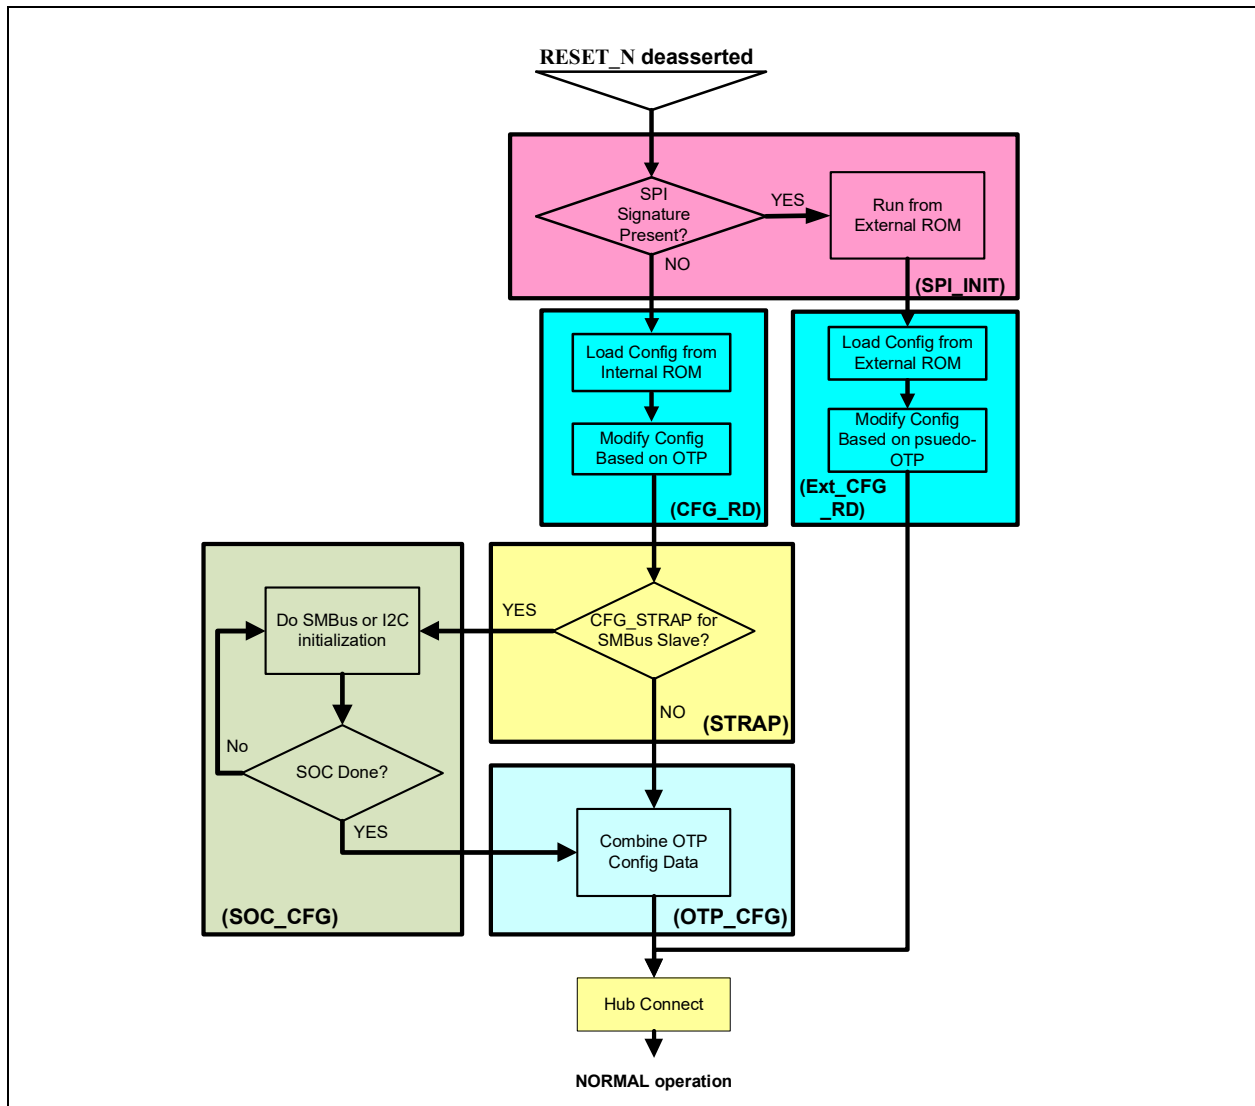 RESET_N deasserted
SPI
Signature
Present?
YES
Run from
External ROM
NO
(SPI_INIT)
Load Config from
Internal ROM
Load Config from
External ROM
Modify Config
Based on OTP
Modify Config
Based on psuedo-
OTP
(CFG_RD)
(Ext_CFG
_RD)
Do SMBus or I2C
initialization
YES
CFG_STRAP for
SMBus Slave?
NO
(STRAP)
No
SOC Done?
YES
(SOC_CFG)
Combine OTP
Config Data
(OTP_CFG)
Hub Connect
NORMAL operation